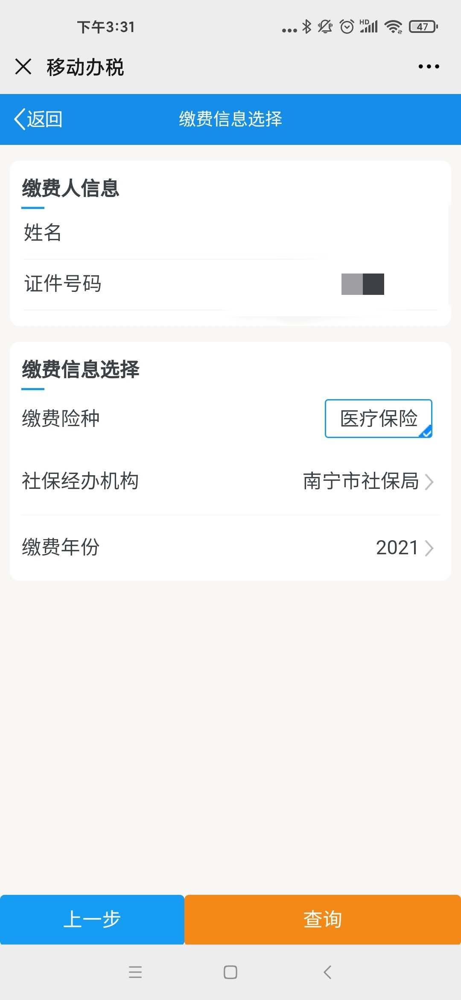 下午3:31
HD
47
移动办税
返回
缴费信息选择
缴费人信息
姓名
证件号码
缴费信息选择
缴费险种 医疗保险
社保经办机构 南宁市社保局
缴费年份 2021
上一步 查询